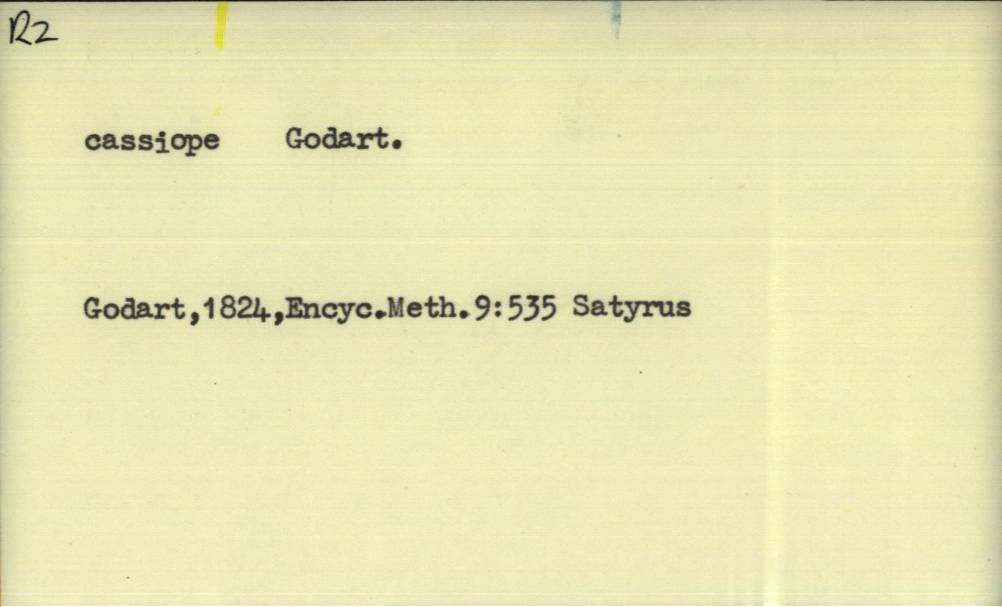 R2
cassiope Godart.
Godart,1824,Encyc.Meth.9:535 Satyrus